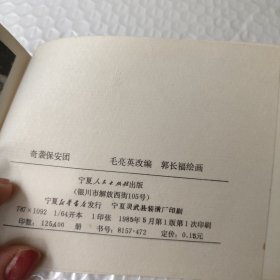 奇袭保安团　　毛亮英改编　郭长福绘画
宁夏人民出版社出版
（银川市解放西街105号）
宁夏新华书店发行　宁夏灵武县装潢厂印刷
787×1092　1/64开本　1印张　1985年5月第1版第1次印刷
印数：125,400　册　书号：8157·472　定价：0.15元